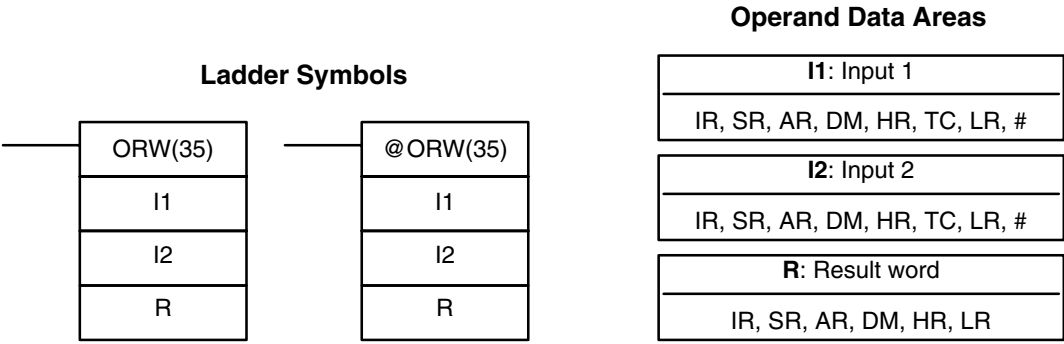 Ladder Symbols
ORW(35)
I1
I2
R
@ORW(35)
I1
I2
R
Operand Data Areas
I1: Input 1
IR, SR, AR, DM, HR, TC, LR, #
I2: Input 2
IR, SR, AR, DM, HR, TC, LR, #
R: Result word
IR, SR, AR, DM, HR, LR